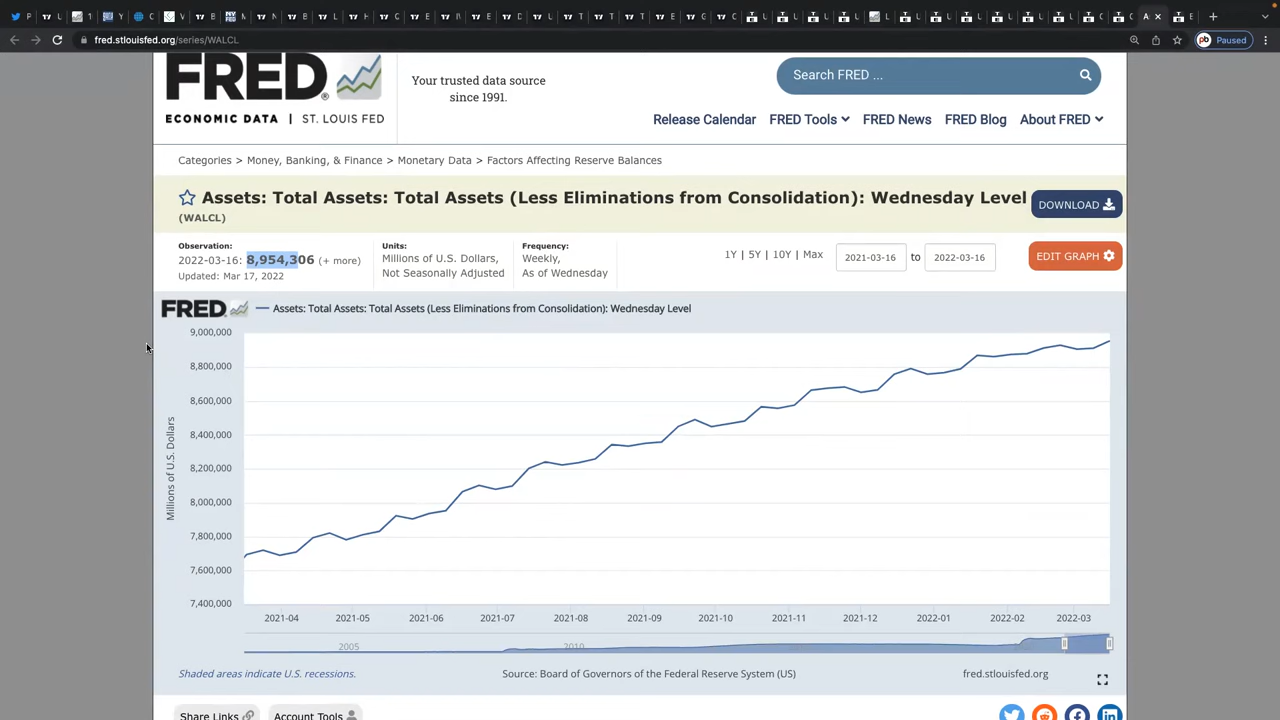 fred.stlouisfed.org/series/WALCL
Paused
FRED
ECONOMIC DATA | ST. LOUIS FED
Your trusted data source
since 1991.
Search FRED ...
Release Calendar FRED Tools FRED News FRED Blog About FRED
Categories > Money, Banking, & Finance > Monetary Data > Factors Affecting Reserve Balances
Assets: Total Assets: Total Assets (Less Eliminations from Consolidation): Wednesday Level
(WALCL)
DOWNLOAD
Observation:
2022-03-16: 8,954,306 (+ more)
Updated: Mar 17, 2022
Units:
Millions of U.S. Dollars,
Not Seasonally Adjusted
Frequency:
Weekly,
As of Wednesday
1Y | 5Y | 10Y | Max
2021-03-16 to 2022-03-16
EDIT GRAPH
FRED Assets: Total Assets: Total Assets (Less Eliminations from Consolidation): Wednesday Level
9,000,000
8,800,000
8,600,000
8,400,000
8,200,000
8,000,000
7,800,000
7,600,000
7,400,000
Millions of U.S. Dollars
2021-04 2021-05 2021-06 2021-07 2021-08 2021-09 2021-10 2021-11 2021-12 2022-01 2022-02 2022-03
2005 2010
Shaded areas indicate U.S. recessions.
Source: Board of Governors of the Federal Reserve System (US)
fred.stlouisfed.org
Share Links Account Tools